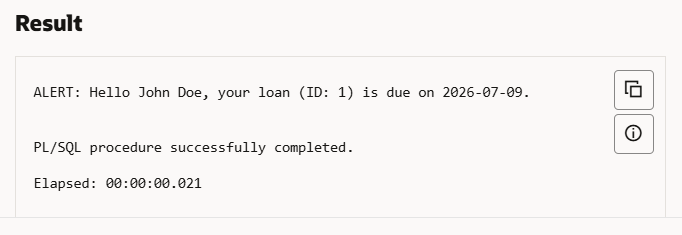 Result
ALERT: Hello John Doe, your loan (ID: 1) is due on 2026-07-09.
PL/SQL procedure successfully completed.
Elapsed: 00:00:00.021